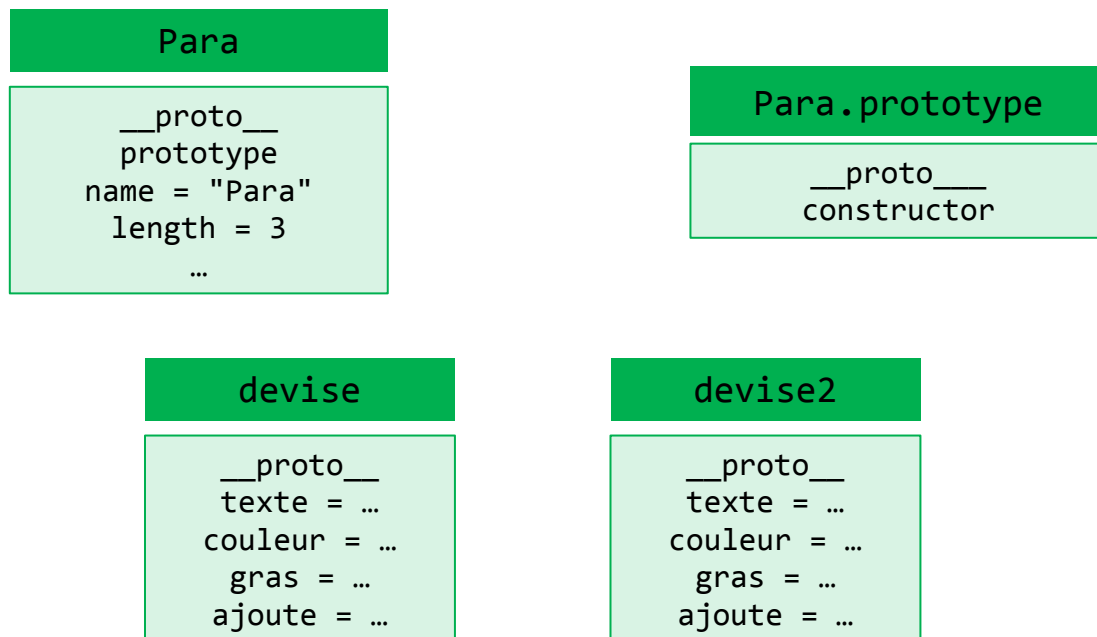 Para
__proto__
prototype
name = "Para"
length = 3
…
Para.prototype
__proto___
constructor
devise
__proto__
texte = …
couleur = …
gras = …
ajoute = …
devise2
__proto__
texte = …
couleur = …
gras = …
ajoute = …